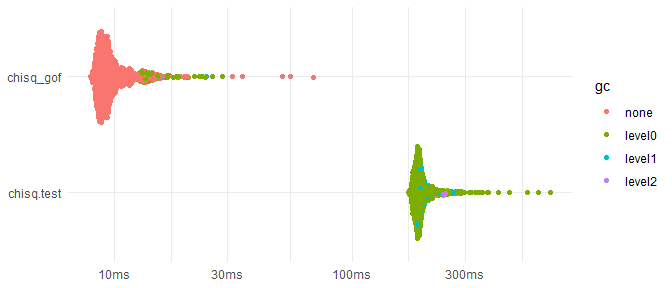 chisq_gof
chisq.test
10ms 30ms 100ms 300ms
gc
none
level0
level1
level2